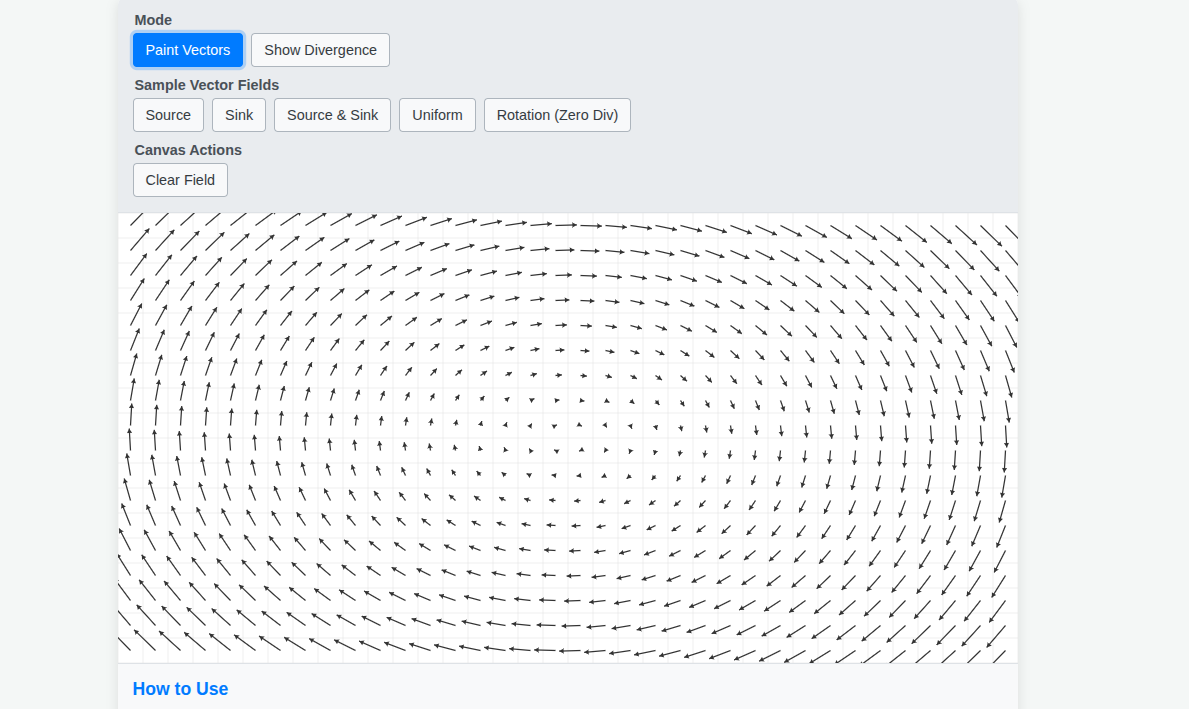 Mode
Paint Vectors Show Divergence
Sample Vector Fields
Source Sink Source & Sink Uniform Rotation (Zero Div)
Canvas Actions
Clear Field
How to Use